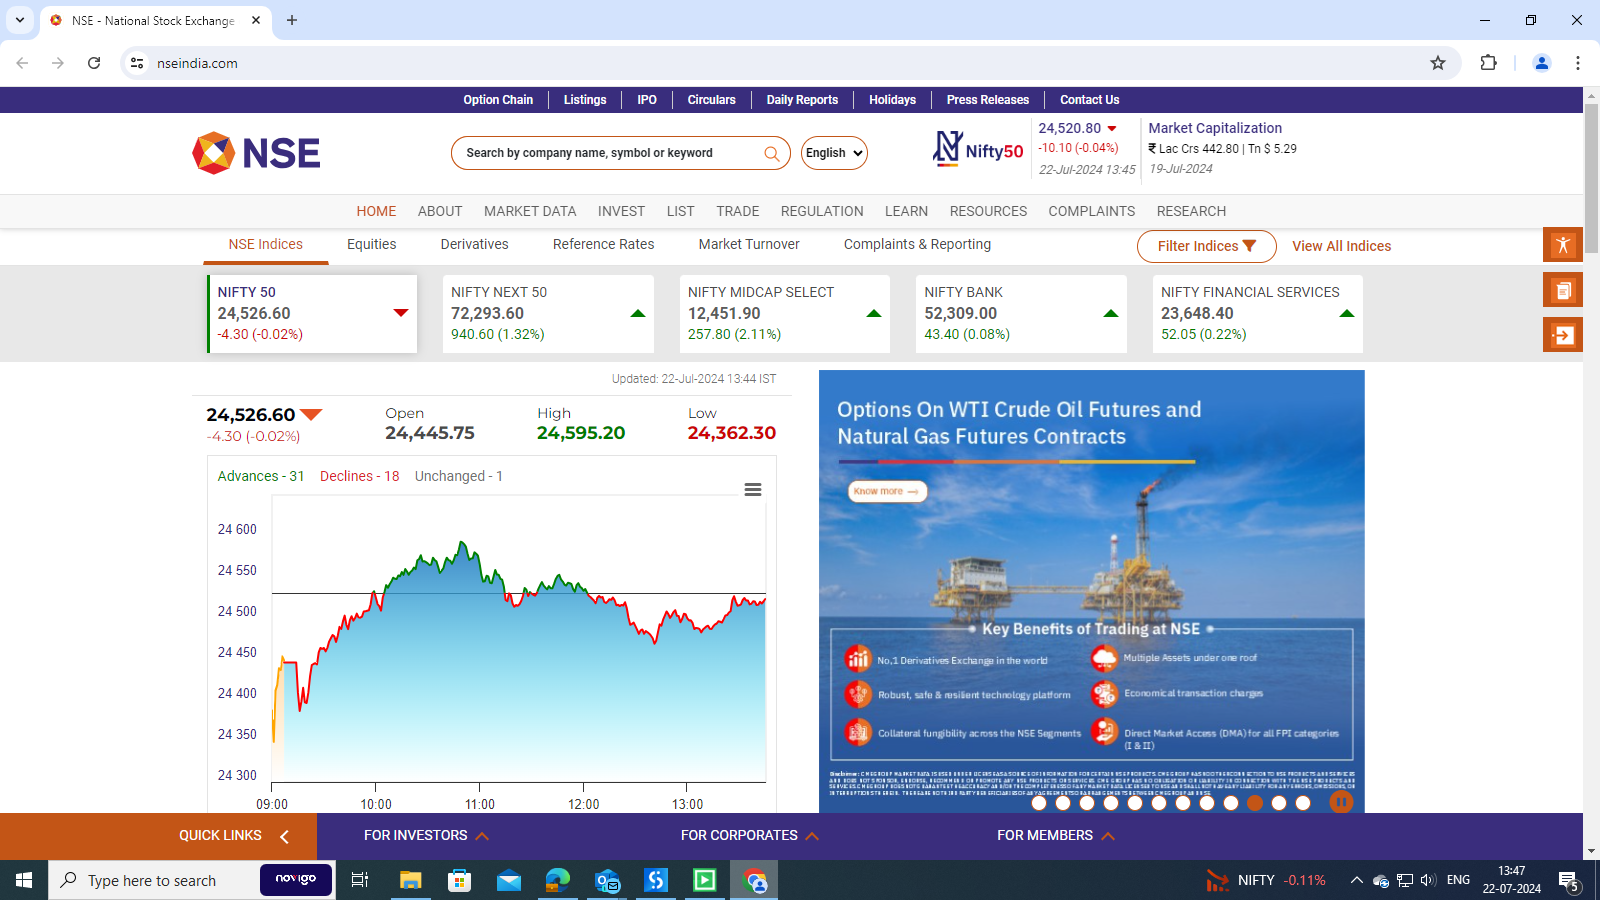 NSE - National Stock Exchange
nseindia.com
Option Chain
Listings
IPO
Circulars
Daily Reports
Holidays
Press Releases
Contact Us
NSE
Search by company name, symbol or keyword
English
Nifty50
24,520.80
-10.10 (-0.04%)
22-Jul-2024 13:45
Market Capitalization
₹ Lac Crs 442.80 | Tn $ 5.29
19-Jul-2024
HOME
ABOUT
MARKET DATA
INVEST
LIST
TRADE
REGULATION
LEARN
RESOURCES
COMPLAINTS
RESEARCH
NSE Indices
Equities
Derivatives
Reference Rates
Market Turnover
Complaints & Reporting
Filter Indices
View All Indices
NIFTY 50
24,526.60
-4.30 (-0.02%)
NIFTY NEXT 50
72,293.60
940.60 (1.32%)
NIFTY MIDCAP SELECT
12,451.90
257.80 (2.11%)
NIFTY BANK
52,309.00
43.40 (0.08%)
NIFTY FINANCIAL SERVICES
23,648.40
52.05 (0.22%)
Updated: 22-Jul-2024 13:44 IST
24,526.60
-4.30 (-0.02%)
Open
24,445.75
High
24,595.20
Low
24,362.30
Advances - 31
Declines - 18
Unchanged - 1
24 600
24 550
24 500
24 450
24 400
24 350
24 300
09:00
10:00
11:00
12:00
13:00
Options On WTI Crude Oil Futures and
Natural Gas Futures Contracts
Know more
Key Benefits of Trading at NSE
No.1 Derivatives Exchange in the world
Multiple Assets under one roof
Robust, safe & resilient technology platform
Economical transaction charges
Collateral fungibility across the NSE Segments
Direct Market Access (DMA) for all FPI categories
(I & II)
QUICK LINKS
FOR INVESTORS
FOR CORPORATES
FOR MEMBERS
Type here to search
novigo
NIFTY -0.11%
ENG
13:47
22-07-2024
5